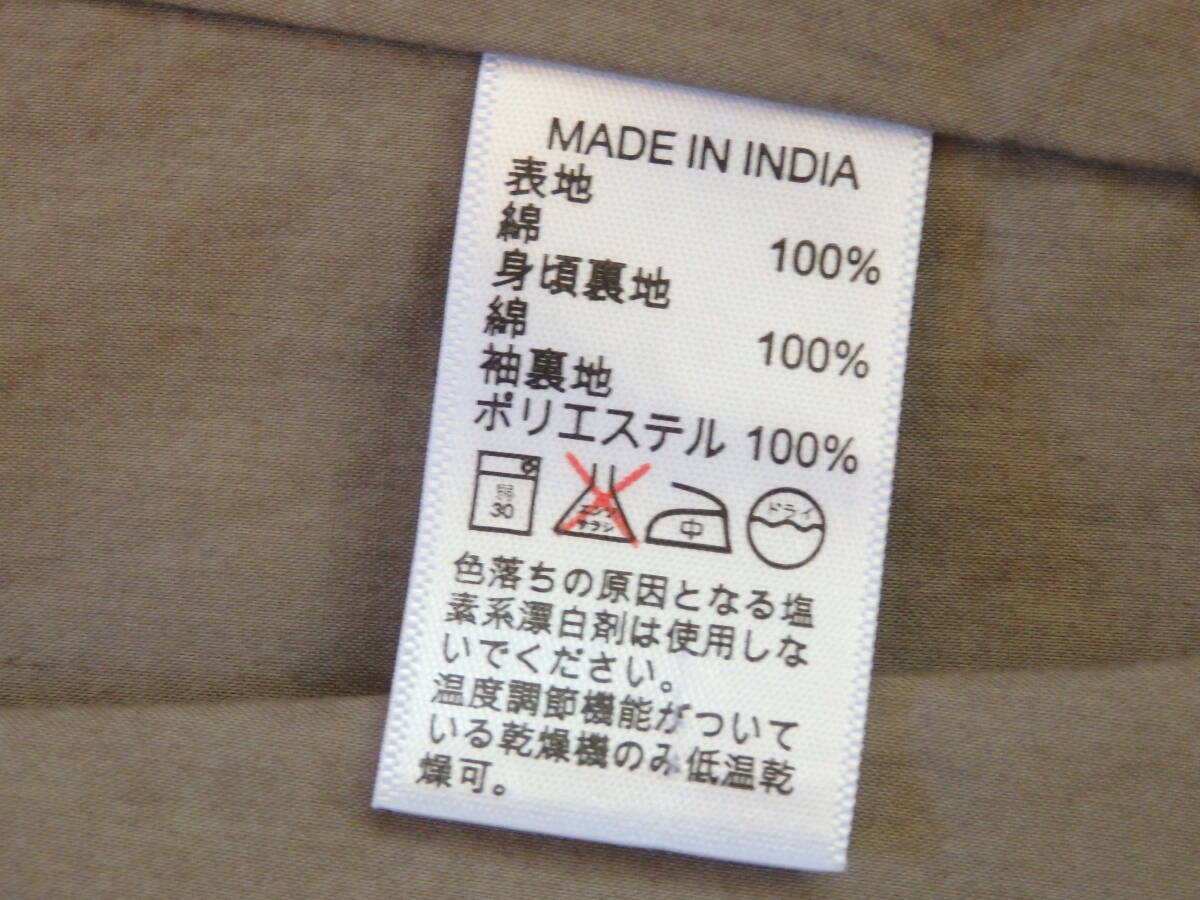 MADE IN INDIA
表地
綿 100%
身頃裏地
綿 100%
袖裏地
ポリエステル 100%
弱 30 エンソ サラシ 中 ドライ
色落ちの原因となる塩
素系漂白剤は使用しな
いでください。
温度調節機能がついて
いる乾燥機のみ低温乾
燥可。